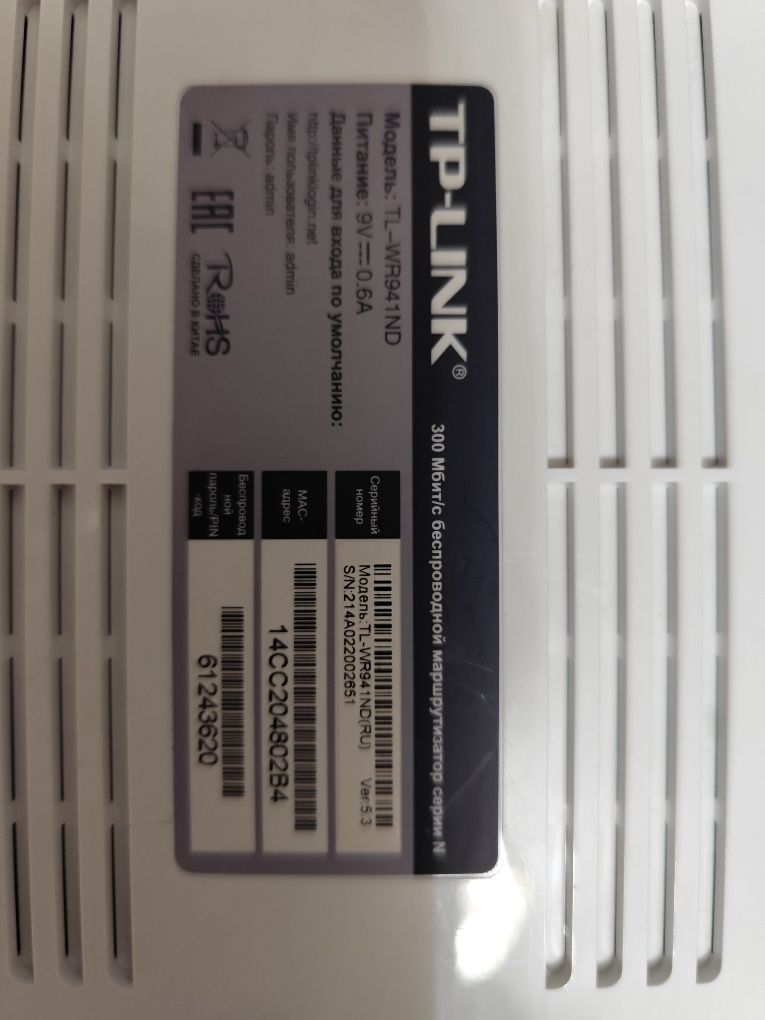 TP-LINK®
300 Мбит/с беспроводной маршрутизатор серии N
Модель: TL-WR941ND
Питание: 9V⎓0.6A
Данные для входа по умолчанию:
http://tplinklogin.net
Имя пользователя: admin
Пароль: admin
EAC
RoHS
СДЕЛАНО В КИТАЕ
Серийный
номер
Модель:TL-WR941ND(RU) Ver:5.3
S/N:214A022002651
MAC-
адрес
14CC204802B4
Беспровод
ной
пароль/PIN
-код
61243620